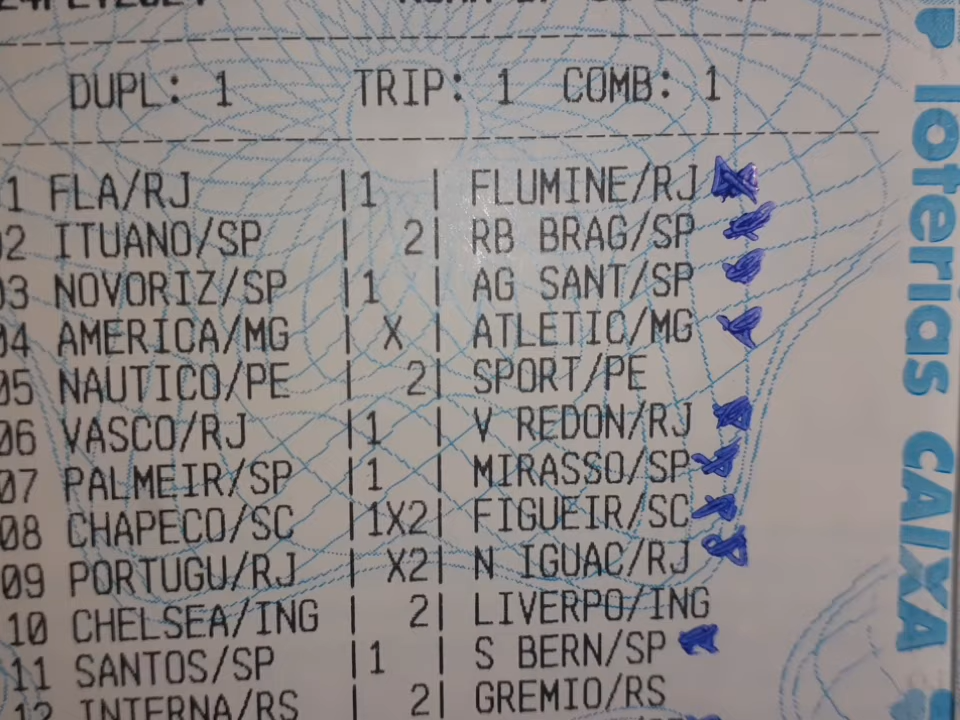 DUPL: 1 TRIP: 1 COMB: 1
1 FLA/RJ |1 | FLUMINE/RJ
02 ITUANO/SP | 2| RB BRAG/SP
03 NOVORIZ/SP |1 | AG SANT/SP
04 AMERICA/MG | X | ATLETIC/MG
05 NAUTICO/PE | 2| SPORT/PE
06 VASCO/RJ |1 | V REDON/RJ
07 PALMEIR/SP |1 | MIRASSO/SP
08 CHAPECO/SC |1X2| FIGUEIR/SC
09 PORTUGU/RJ | X2| N IGUAC/RJ
10 CHELSEA/ING | 2| LIVERPO/ING
11 SANTOS/SP |1 | S BERN/SP
12 INTERNA/RS | 2| GREMIO/RS
loterias CAIXA